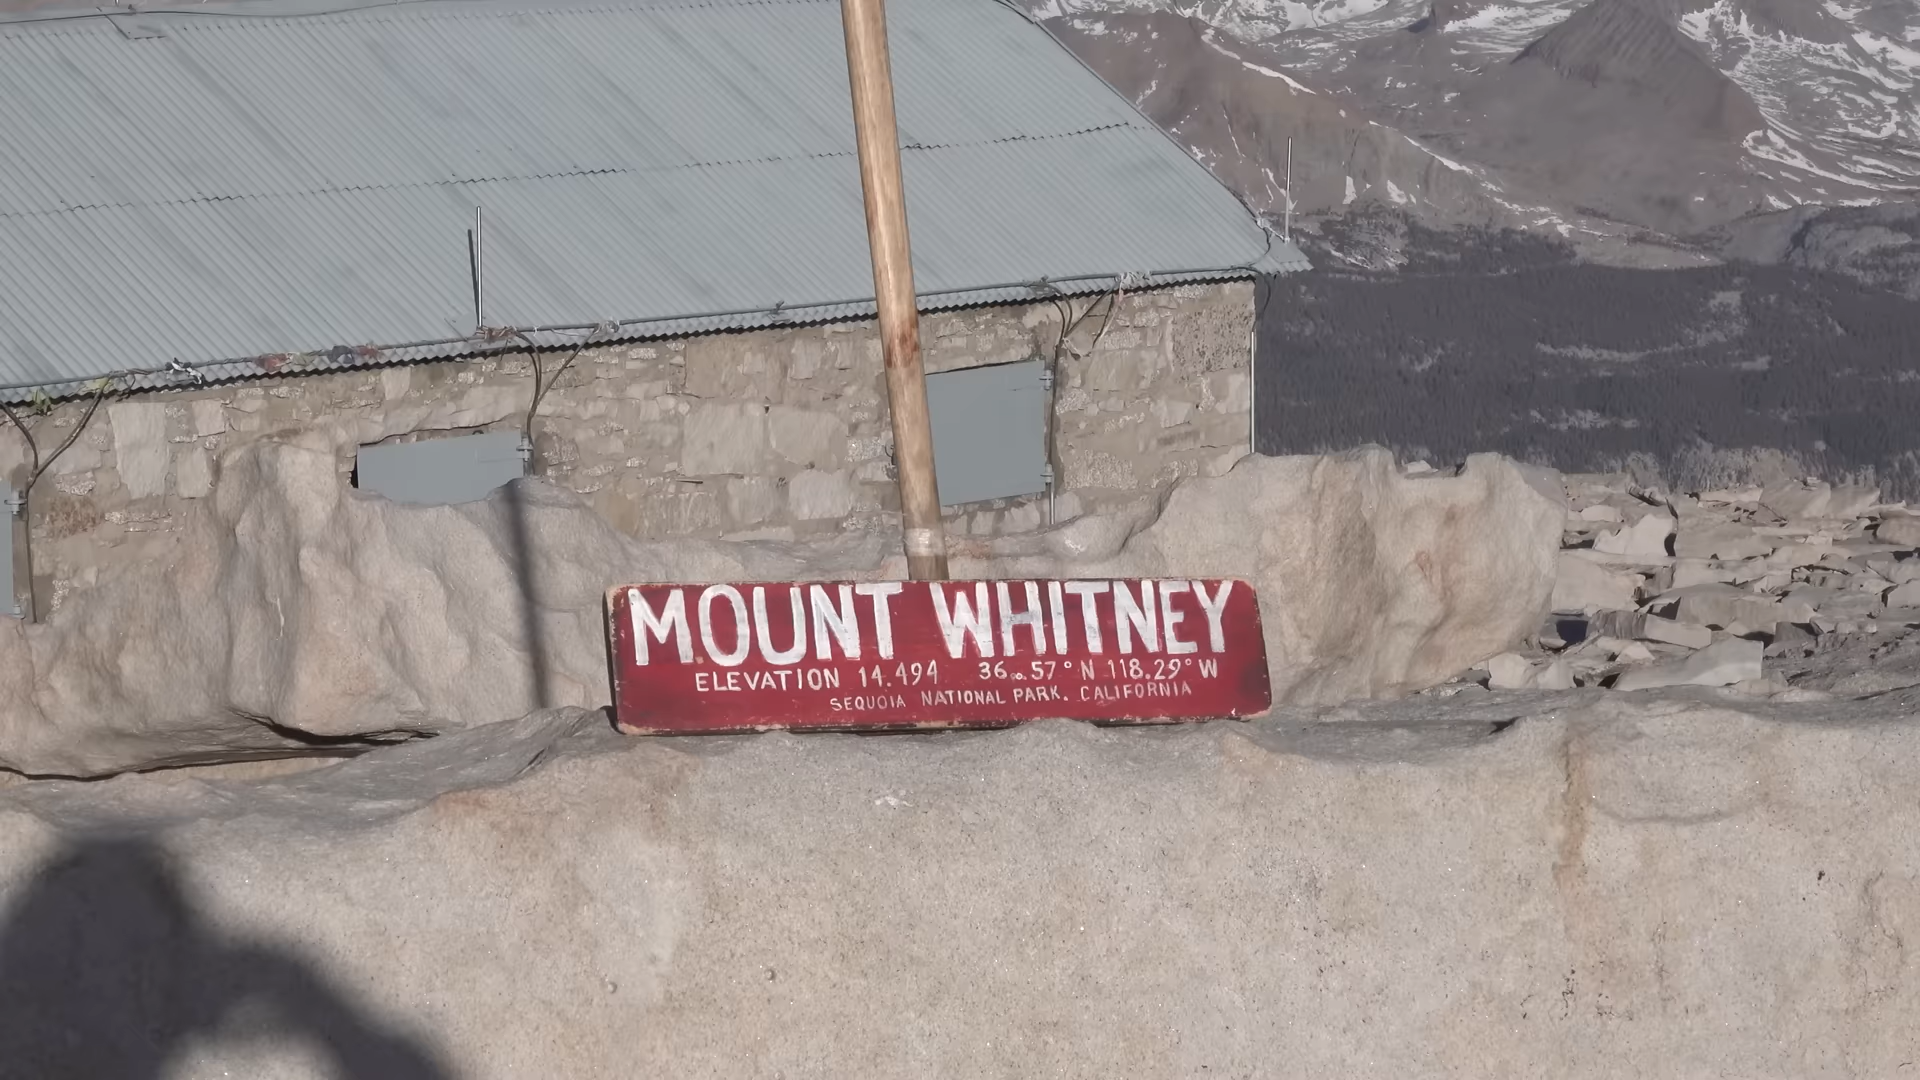 MOUNT WHITNEY
ELEVATION 14.494 36.57° N 118.29° W
SEQUOIA NATIONAL PARK. CALIFORNIA